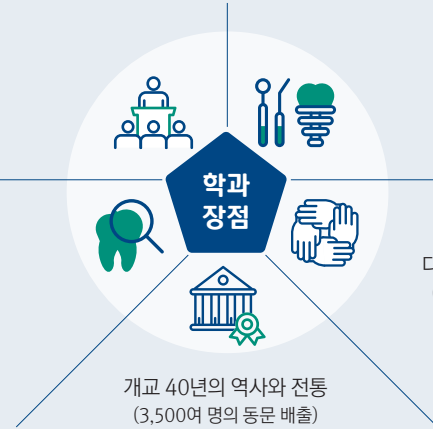 학과
장점
개교 40년의 역사와 전통
(3,500여 명의 동문 배출)